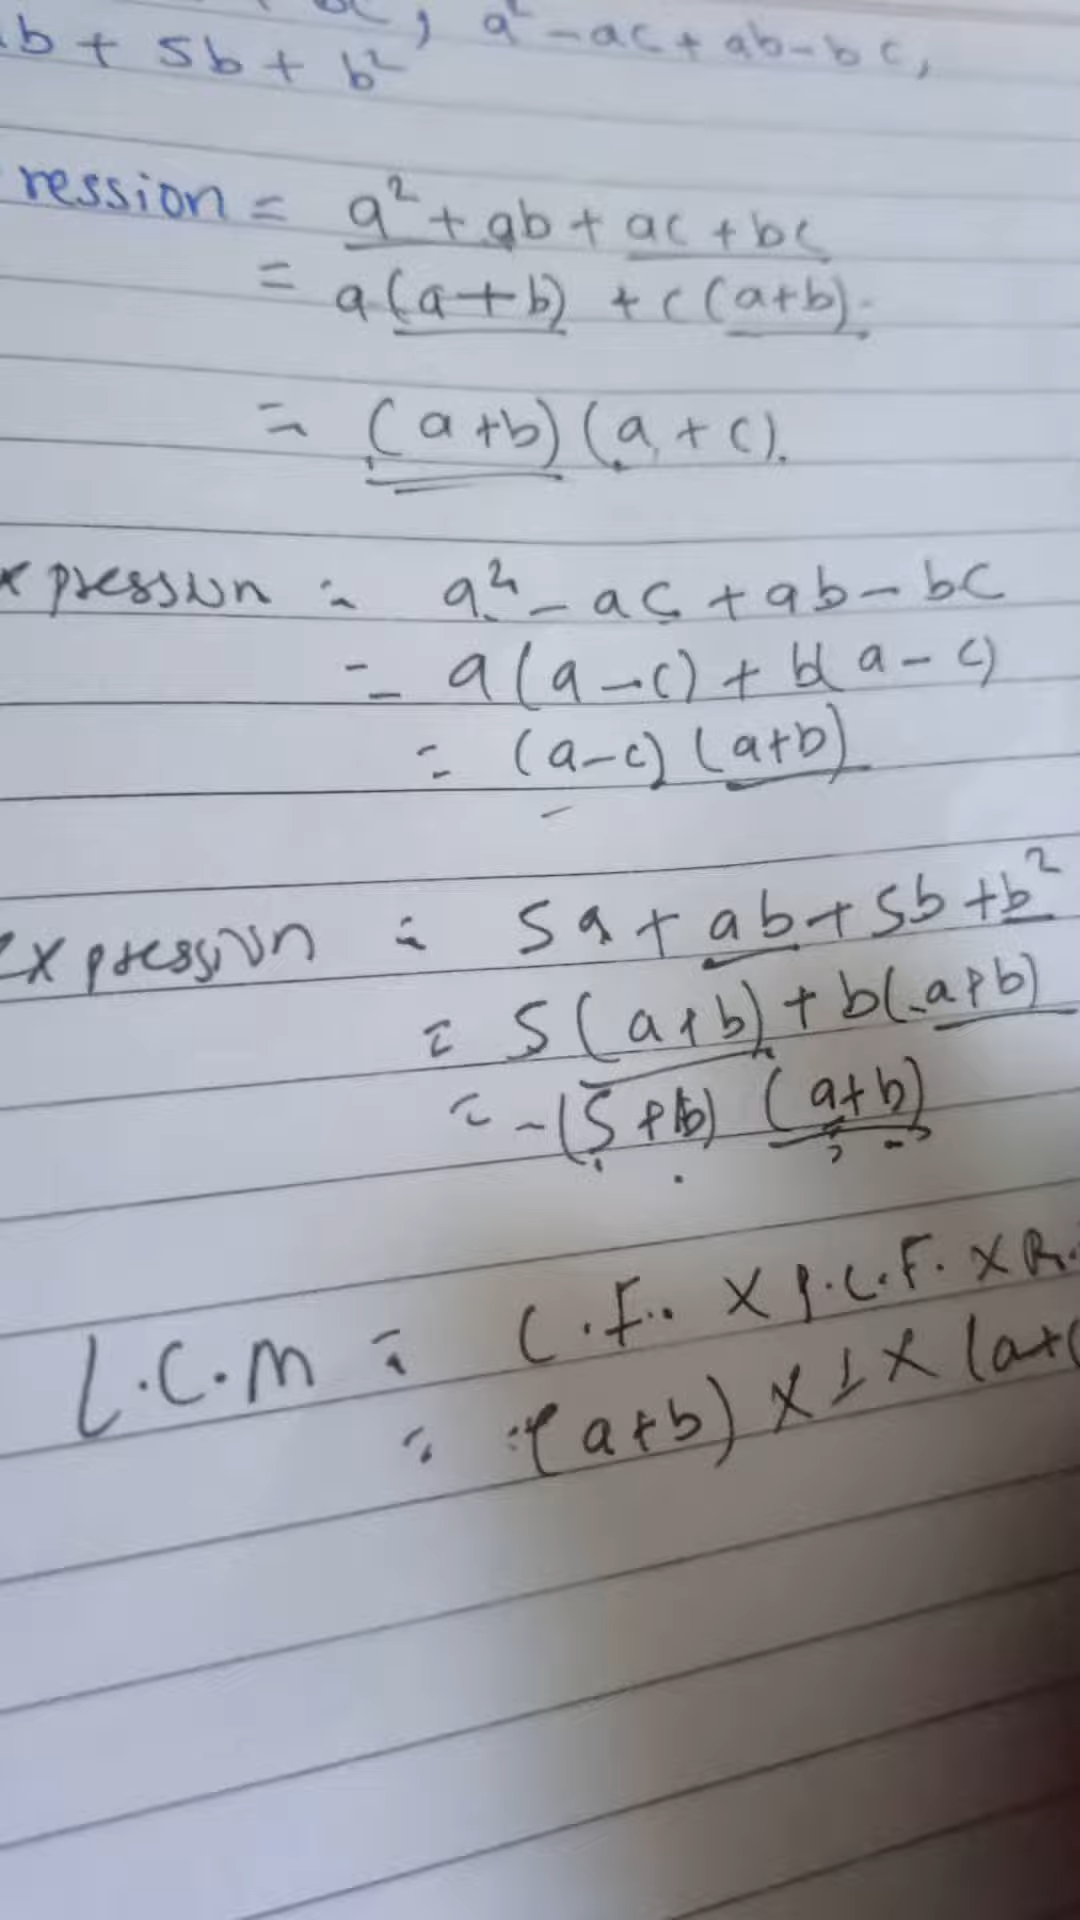 , a² - ac + ab - bc,
b + 5b + b²
ression = a² + ab + ac + bc
= a(a+b) + c(a+b)
= (a+b)(a+c).
xpression = a² - ac + ab - bc
= a(a-c) + b(a-c)
= (a-c)(a+b)
expression = 5a + ab + 5b + b²
= 5(a+b) + b(a+b)
= -(5+b) (a+b)
L.C.M = C.F. × P.C.F. × R.
= (a+b) × 1 × (a+c